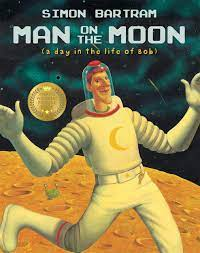 SIMON BARTRAM
MAN ON
THE MOON
(a day in the life of Bob)